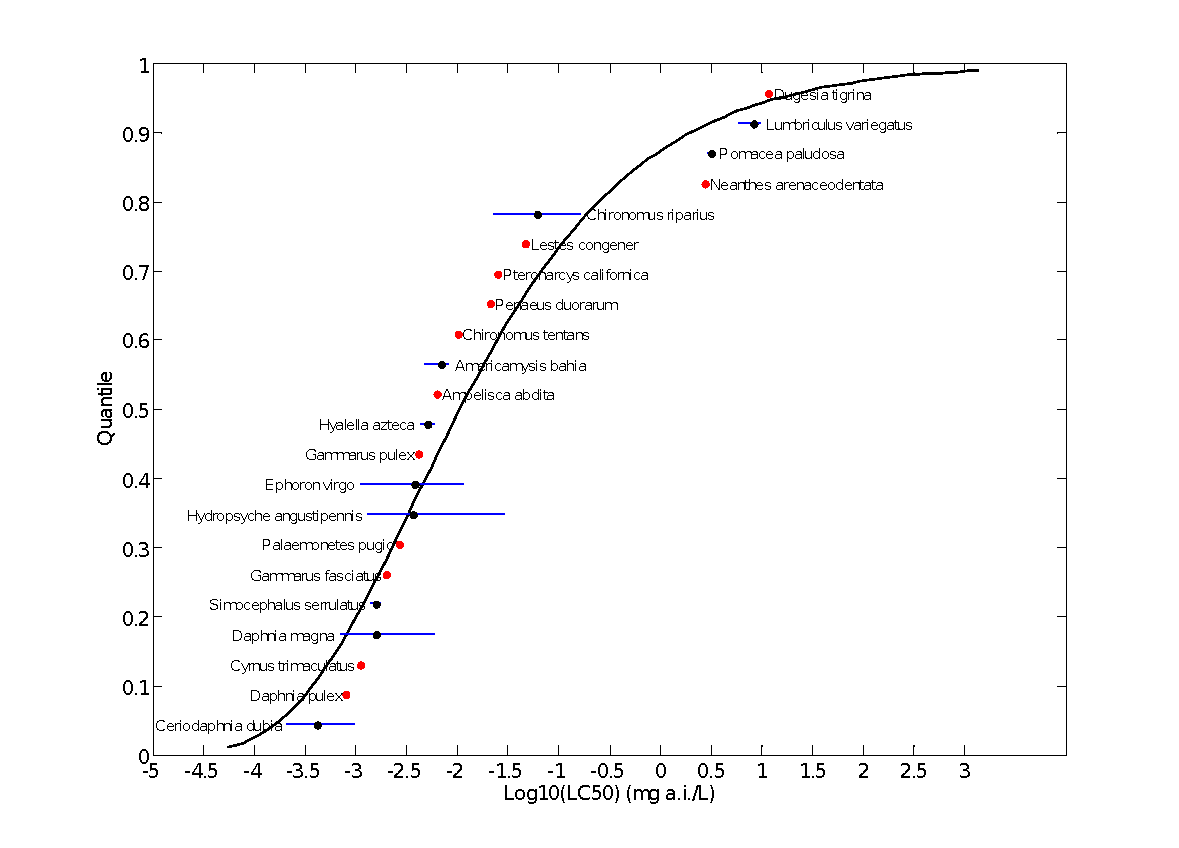 1
Dugesia tigrina
Lumbriculus variegatus
0.9
Pomacea paludosa
Neanthes arenaceodentata
0.8
Chironomus riparius
Lestes congener
0.7
Pteronarcys californica
Penaeus duorarum
0.6
Chironomus tentans
Americamysis bahia
Ampelisca abdita
0.5
Hyalella azteca
Gammarus pulex
0.4
Ephoron virgo
Hydropsyche angustipennis
0.3
Palaemonetes pugio
Gammarus fasciatus
Simocephalus serrulatus
0.2
Daphnia magna
Cyrnus trimaculatus
0.1
Daphnia pulex
Ceriodaphnia dubia
0
Quantile
-5 -4.5 -4 -3.5 -3 -2.5 -2 -1.5 -1 -0.5 0 0.5 1 1.5 2 2.5 3
Log10(LC50) (mg a.i./L)